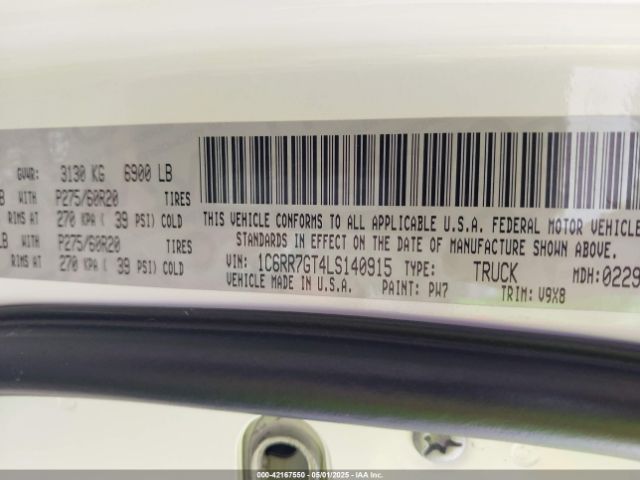 GVWR: 3130 KG 6900 LB
LB WITH P275/60R20 TIRES
RIMS AT 270 KPA ( 39 PSI) COLD
LB WITH P275/60R20 TIRES
RIMS AT 270 KPA ( 39 PSI) COLD
THIS VEHICLE CONFORMS TO ALL APPLICABLE U.S.A. FEDERAL MOTOR VEHICLE
STANDARDS IN EFFECT ON THE DATE OF MANUFACTURE SHOWN ABOVE.
VIN: 1C6RR7GT4LS140915 TYPE: TRUCK MDH:0229
VEHICLE MADE IN U.S.A. PAINT: PW7 TRIM: V9X8
000-42167550 — 05/01/2025 — IAAI.COM